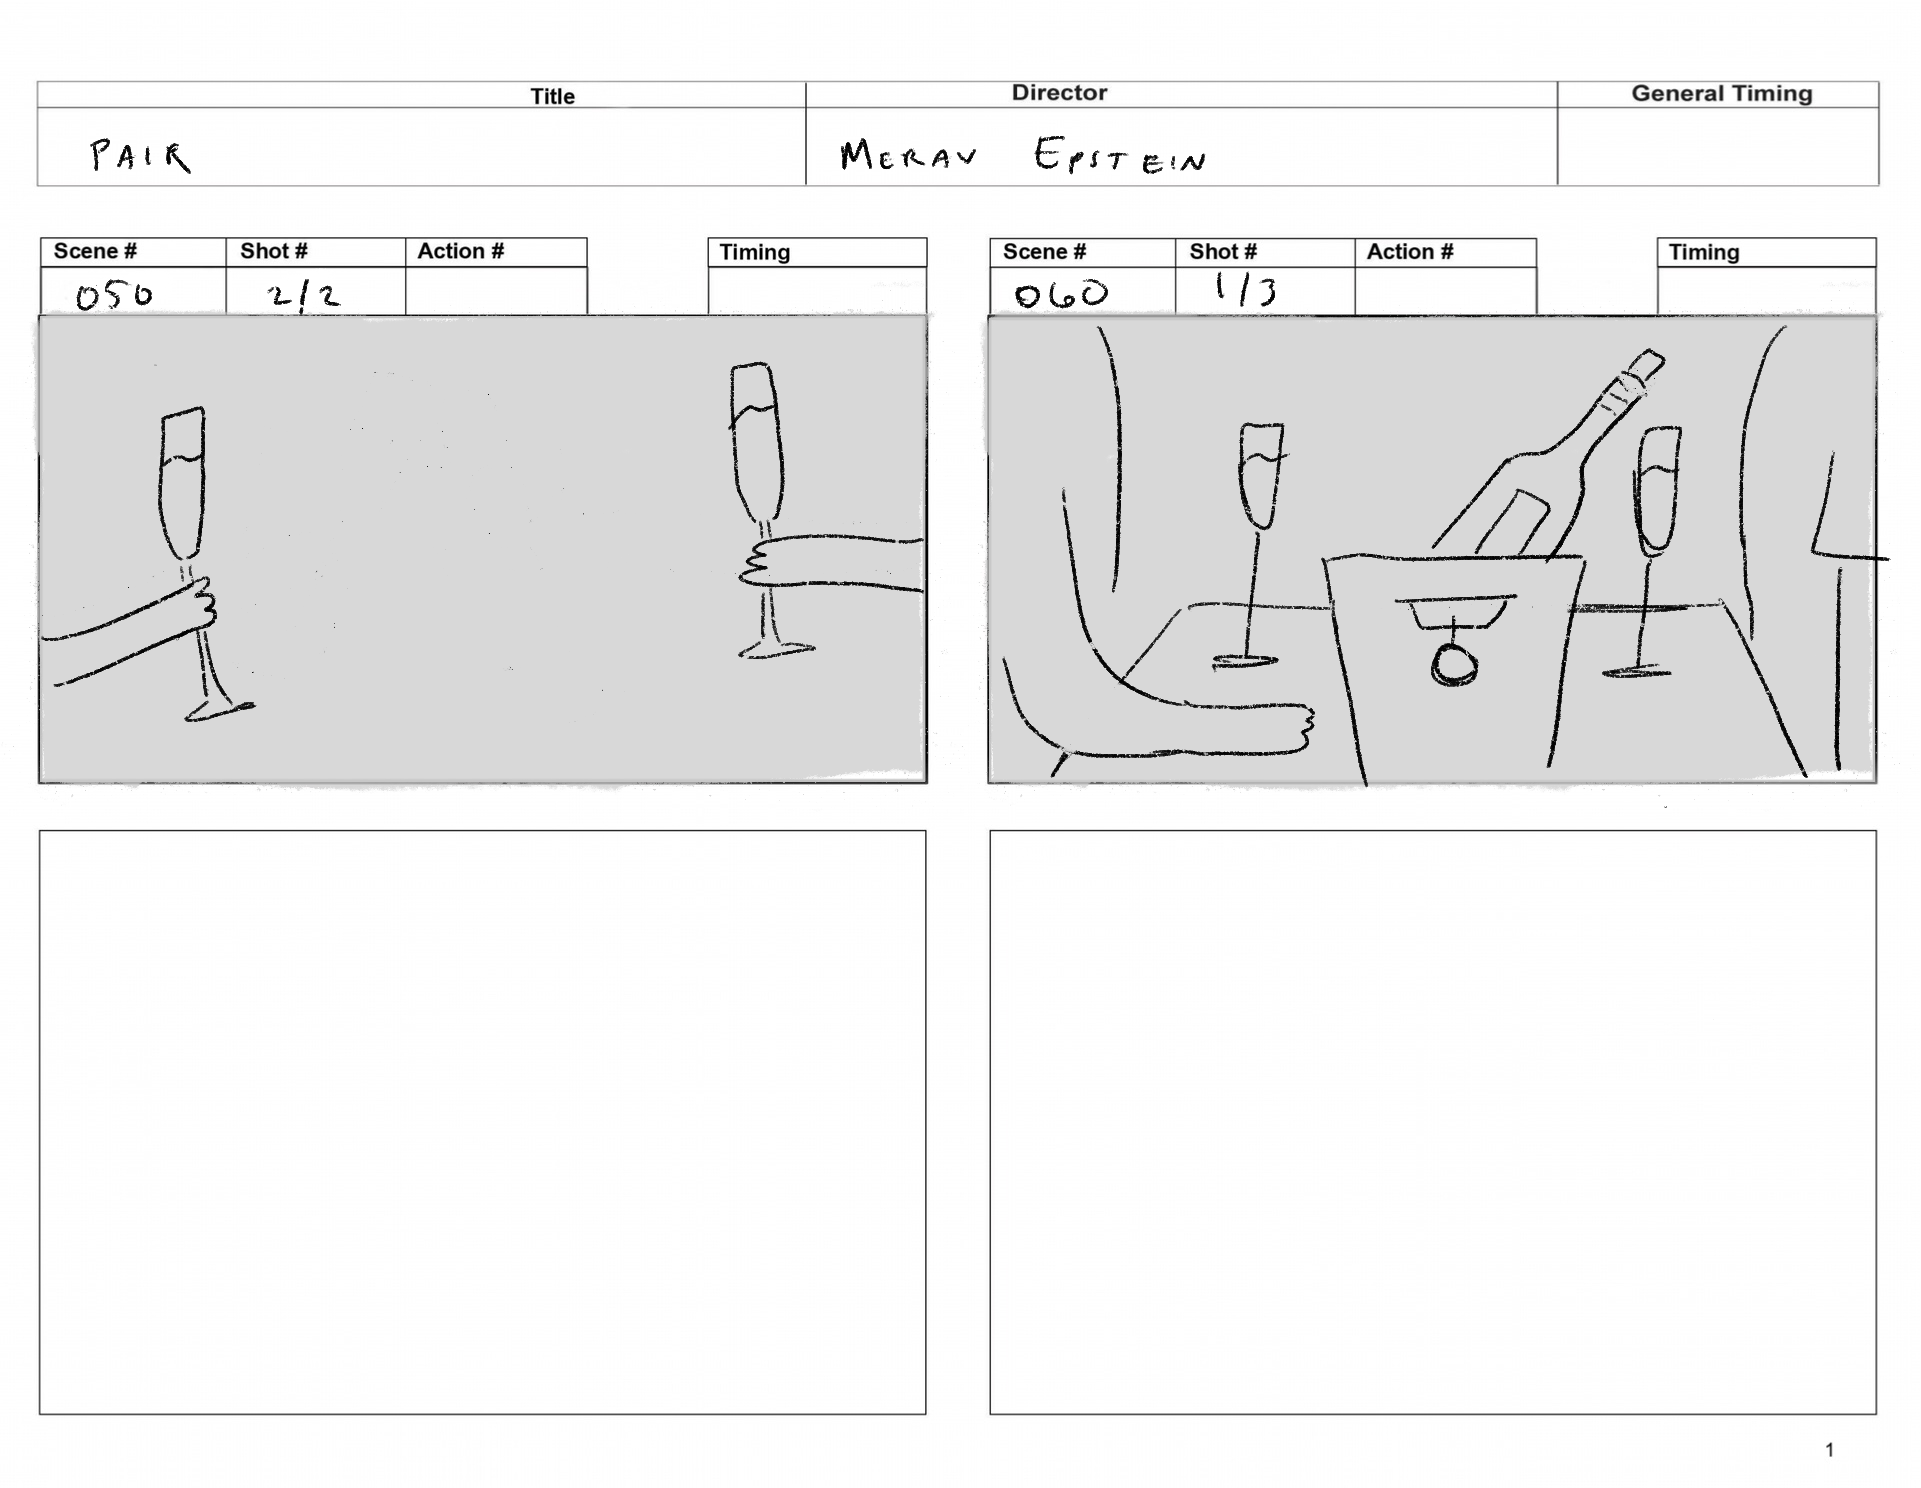 Title Director General Timing
PAIR MERAV EPSTEIN
Scene # Shot # Action # Timing
050 2/2
Scene # Shot # Action # Timing
060 1/3
1